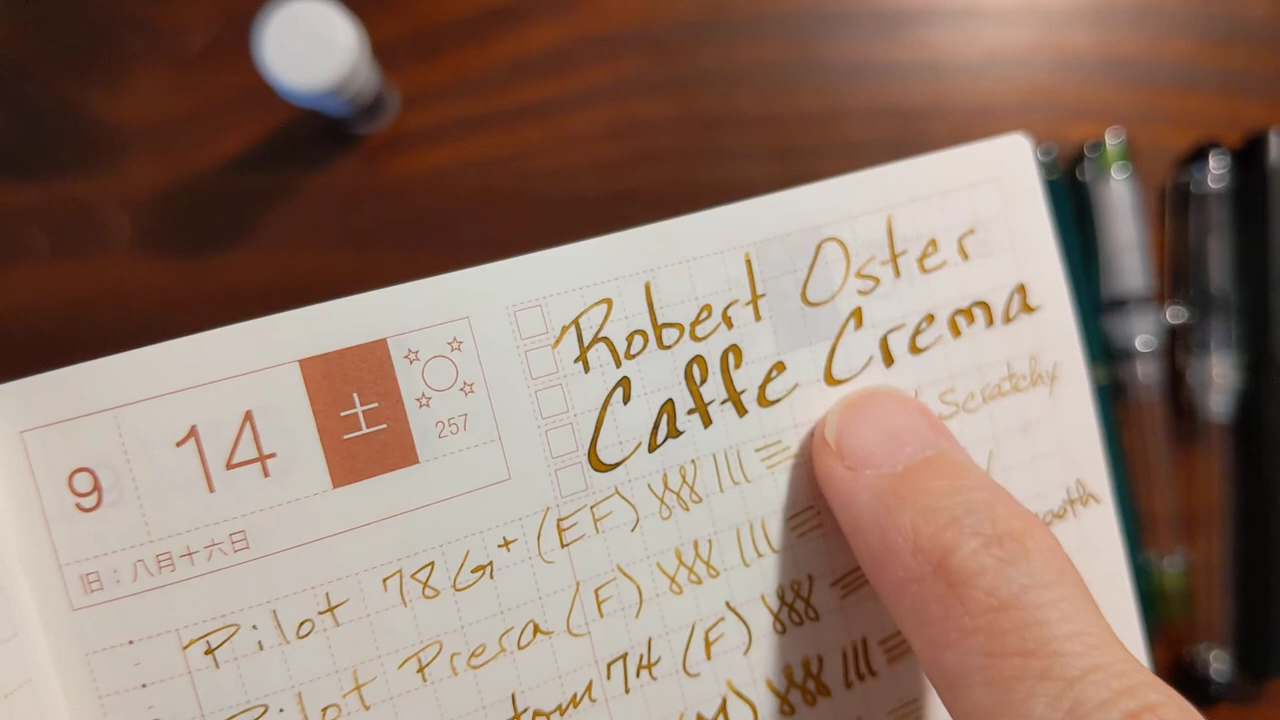 9 14 土 257
旧：八月十六日
Robert Oster
Caffe Crema
Scratchy
Pilot 78G+ (EF)
Pilot Prera (F)
74 (F)
(M)